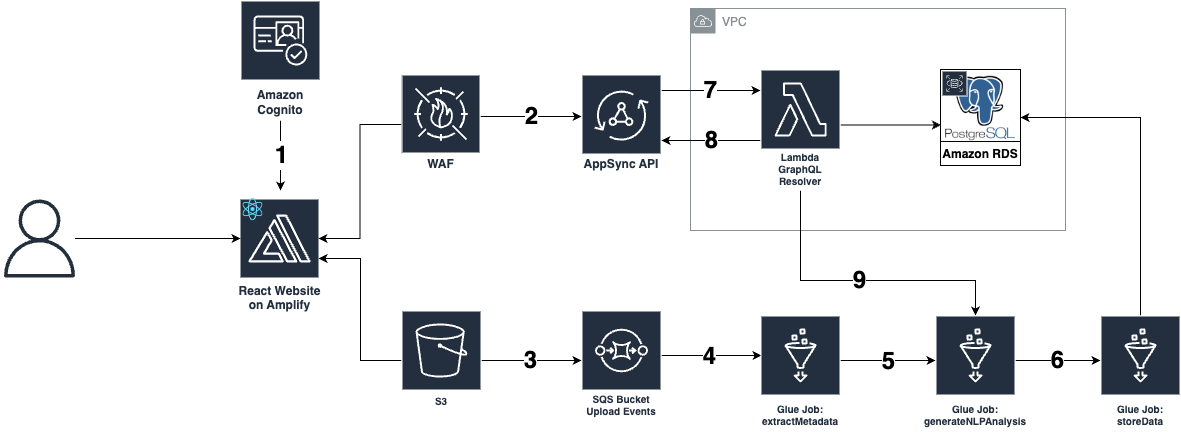 VPC
Amazon
Cognito
1
WAF
2
AppSync API
7
8
Lambda
GraphQL
Resolver
PostgreSQL
Amazon RDS
React Website
on Amplify
9
S3
3
SQS Bucket
Upload Events
4
Glue Job:
extractMetadata
5
Glue Job:
generateNLPAnalysis
6
Glue Job:
storeData